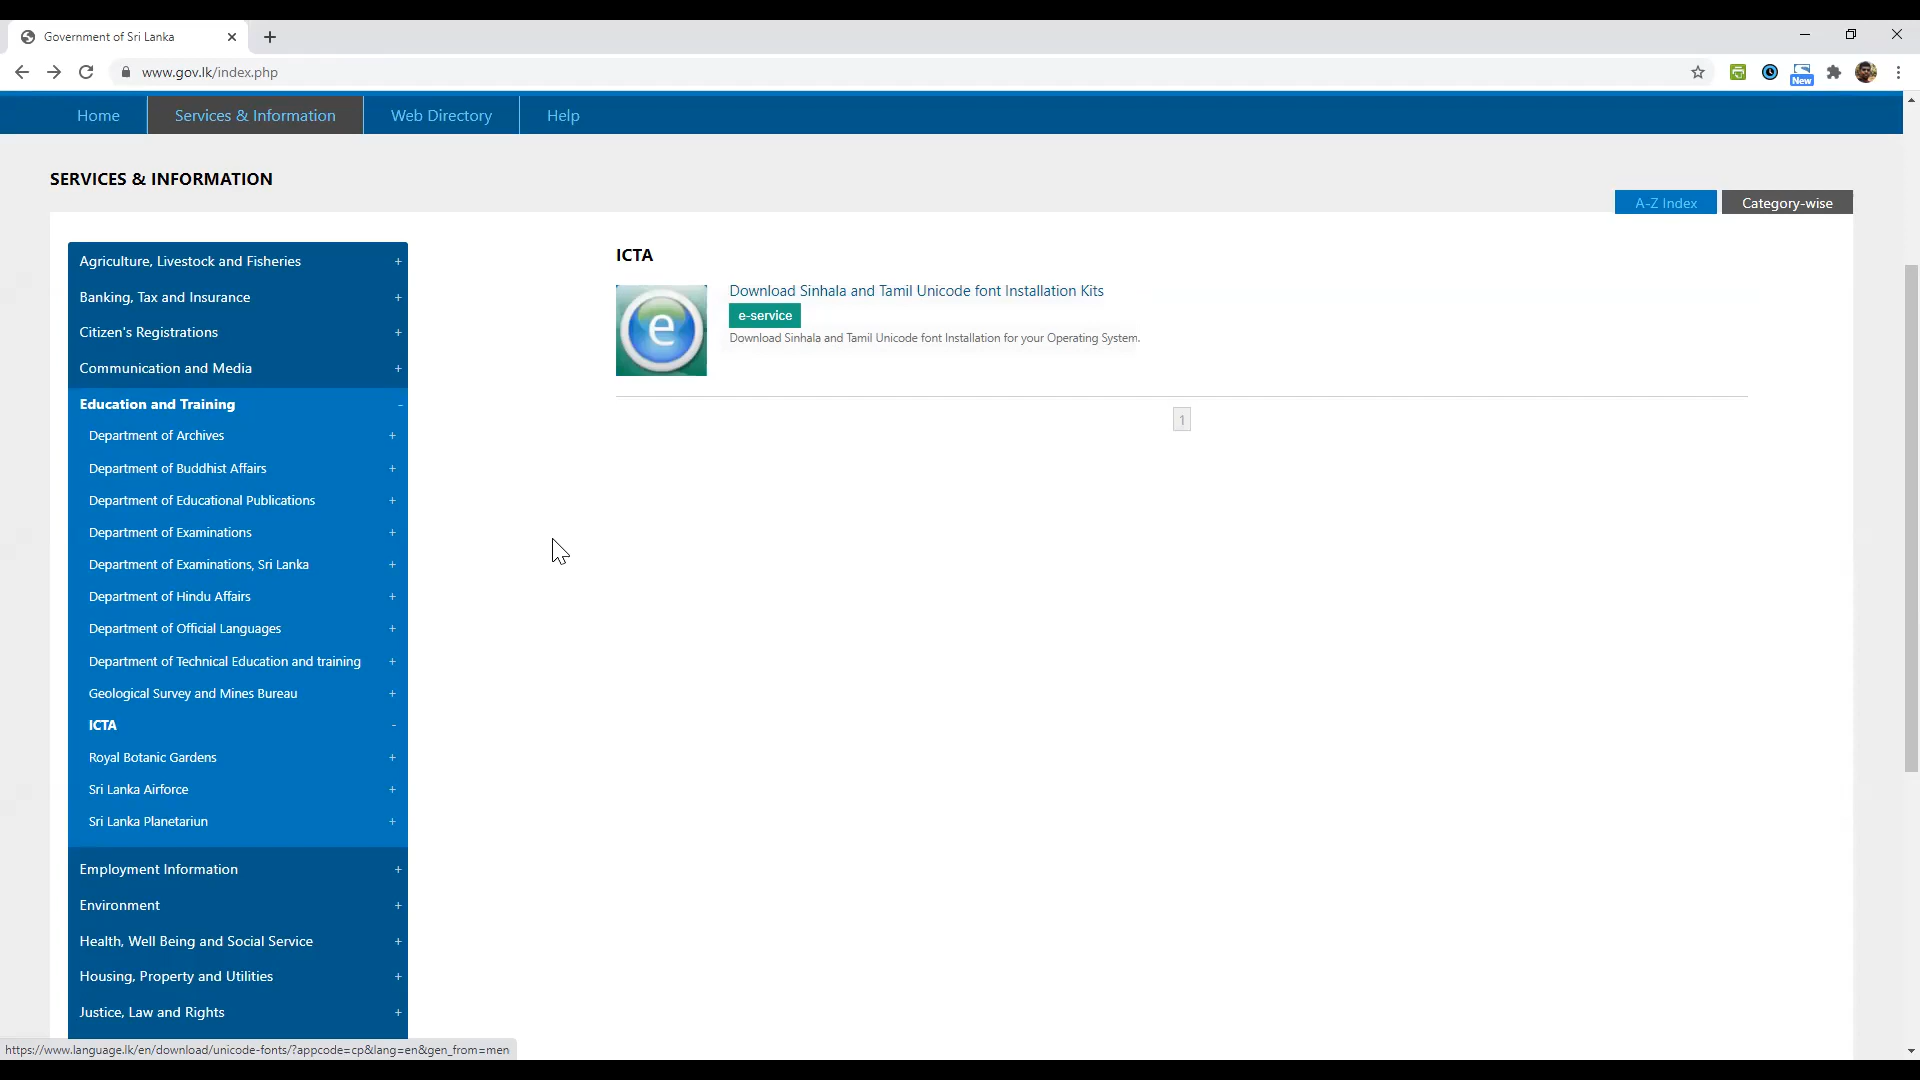 Government of Sri Lanka
www.gov.lk/index.php
New
Home
Services & Information
Web Directory
Help
SERVICES & INFORMATION
A-Z Index
Category-wise
Agriculture, Livestock and Fisheries +
Banking, Tax and Insurance +
Citizen's Registrations +
Communication and Media +
Education and Training -
Department of Archives +
Department of Buddhist Affairs +
Department of Educational Publications +
Department of Examinations +
Department of Examinations, Sri Lanka +
Department of Hindu Affairs +
Department of Official Languages +
Department of Technical Education and training +
Geological Survey and Mines Bureau +
ICTA -
Royal Botanic Gardens +
Sri Lanka Airforce +
Sri Lanka Planetariun +
Employment Information +
Environment +
Health, Well Being and Social Service +
Housing, Property and Utilities +
Justice, Law and Rights +
ICTA
e
Download Sinhala and Tamil Unicode font Installation Kits
e-service
Download Sinhala and Tamil Unicode font Installation for your Operating System.
1
https://www.language.lk/en/download/unicode-fonts/?appcode=cp&lang=en&gen_from=men